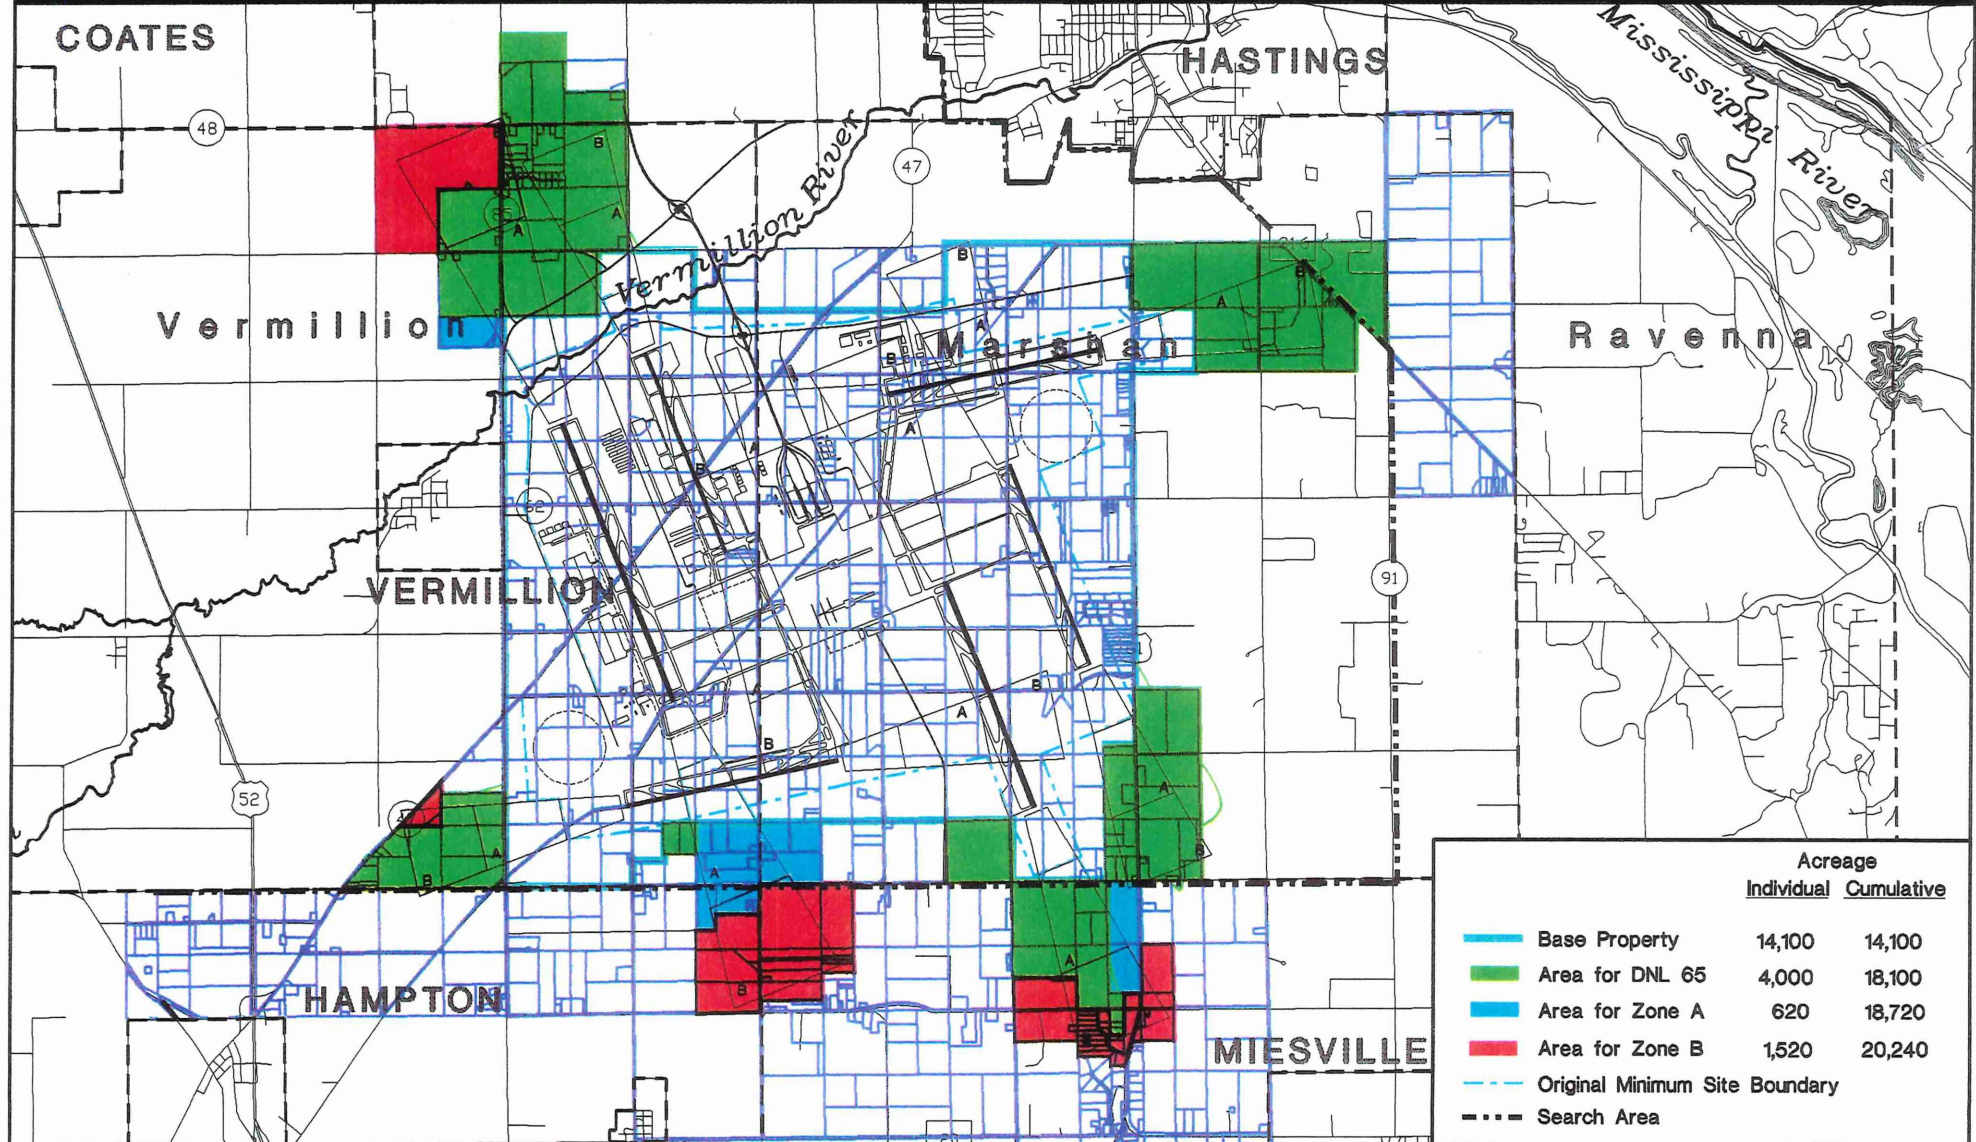 COATES
HASTINGS
Mississippi River
48
47
B
Vermillion River
85
A
A
B
B
A
Vermillion
A
Marshan
Ravenna
B
A
A
B
B
62
91
VERMILLION
A
B
A
B
A
52
A
B
A
B
A
B
HAMPTON
MIESVILLE
Acreage
Individual Cumulative
Base Property 14,100 14,100
Area for DNL 65 4,000 18,100
Area for Zone A 620 18,720
Area for Zone B 1,520 20,240
Original Minimum Site Boundary
Search Area